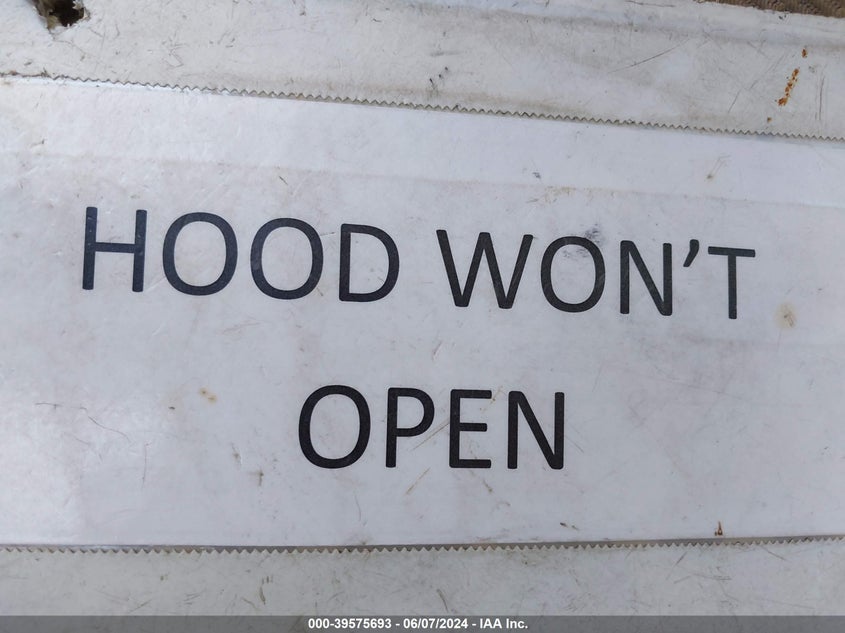 HOOD WON’T
OPEN
000-39575693 - 06/07/2024 - IAA Inc.